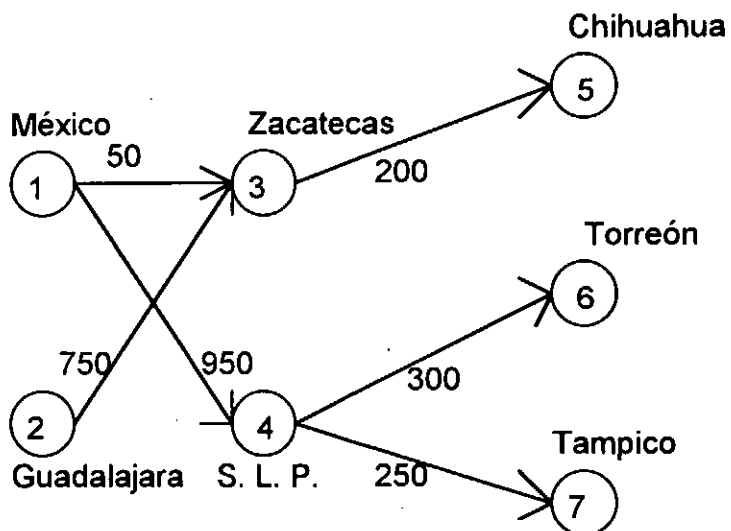 Chihuahua
5
México
Zacatecas
50
1
3
200
Torreón
6
750
950
300
2
4
Tampico
Guadalajara
S. L. P.
250
7